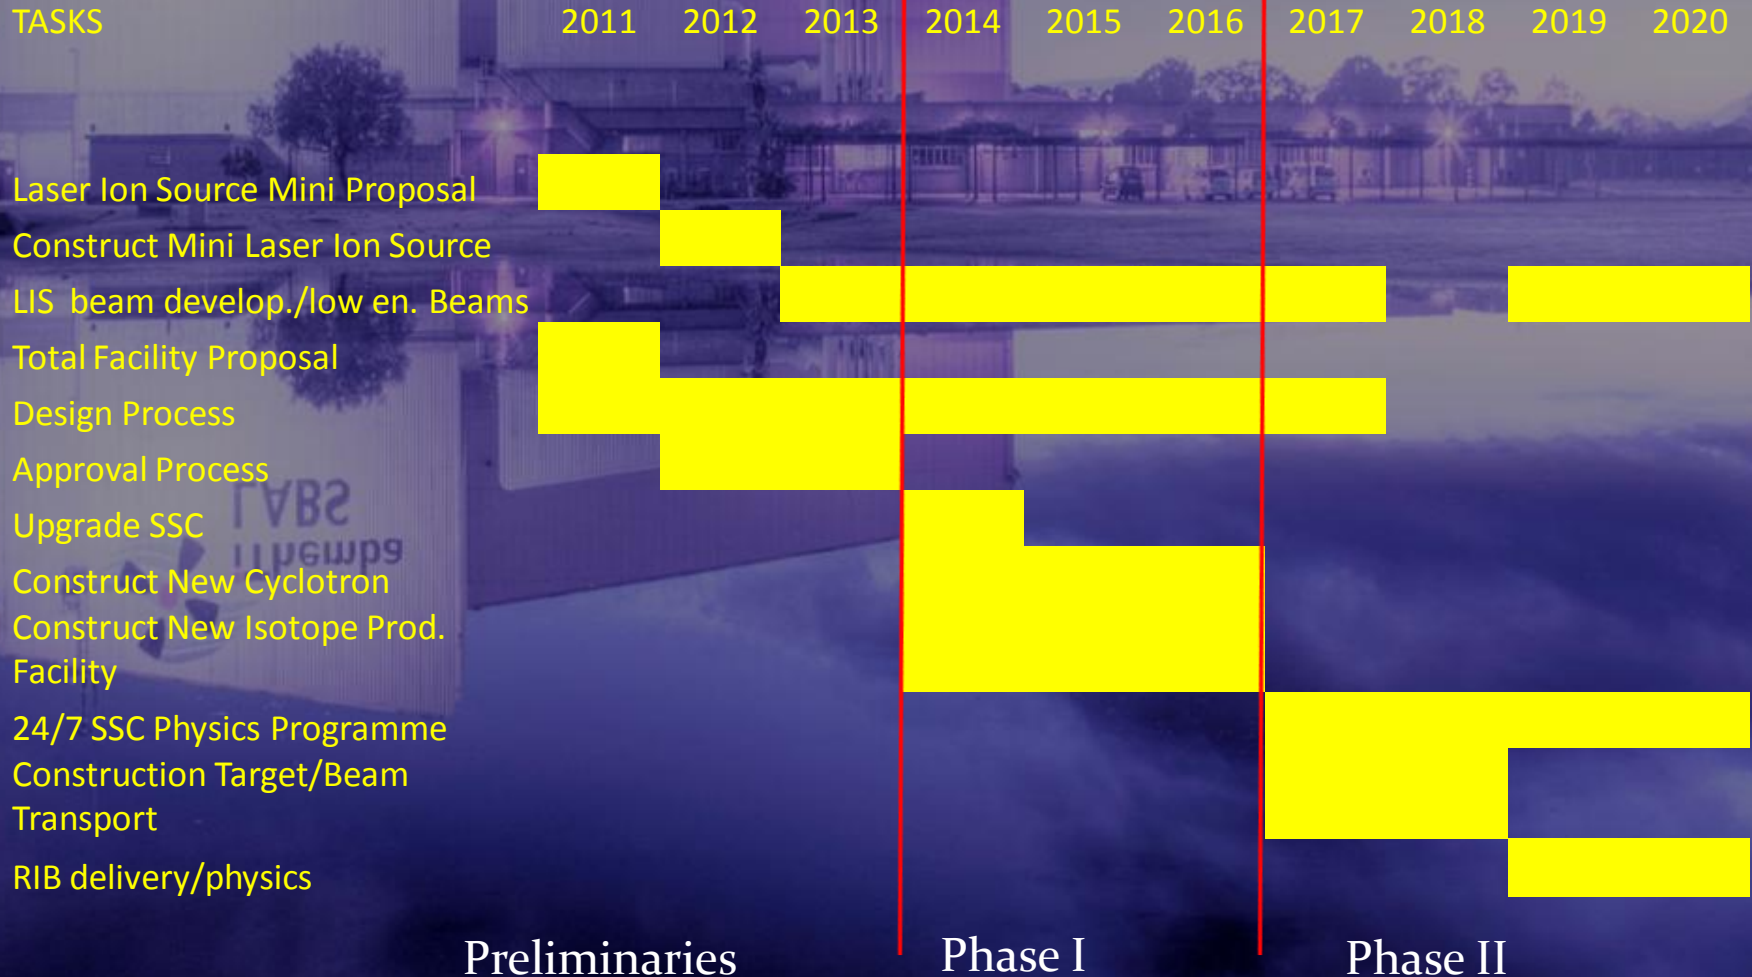 TASKS 2011 2012 2013 2014 2015 2016 2017 2018 2019 2020
Laser Ion Source Mini Proposal
Construct Mini Laser Ion Source
LIS beam develop./low en. Beams
Total Facility Proposal
Design Process
Approval Process
LABS
Upgrade SSC
iThemba
Construct New Cyclotron
Construct New Isotope Prod.
Facility
24/7 SSC Physics Programme
Construction Target/Beam
Transport
RIB delivery/physics
Preliminaries Phase I Phase II